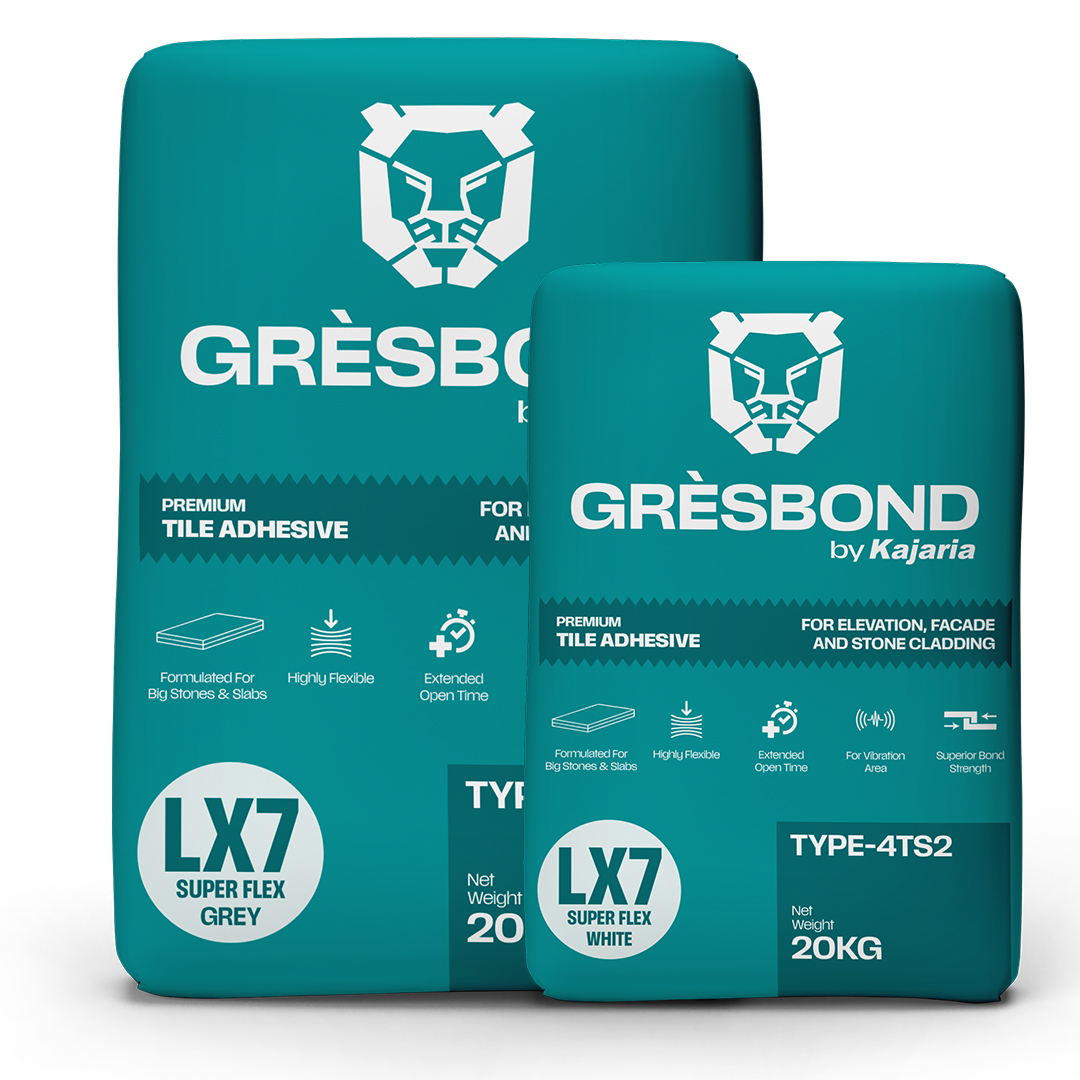 GRÈSBO
b
PREMIUM
TILE ADHESIVE
FOR
AN
Formulated For
Big Stones & Slabs
Highly Flexible
Extended
Open Time
LX7
SUPER FLEX
GREY
TYP
Net
Weight
20
GRÈSBOND
by Kajaria
PREMIUM
TILE ADHESIVE
FOR ELEVATION, FACADE
AND STONE CLADDING
Formulated For
Big Stones & Slabs
Highly Flexible
Extended
Open Time
For Vibration
Area
Superior Bond
Strength
LX7
SUPER FLEX
WHITE
TYPE-4TS2
Net
Weight
20KG